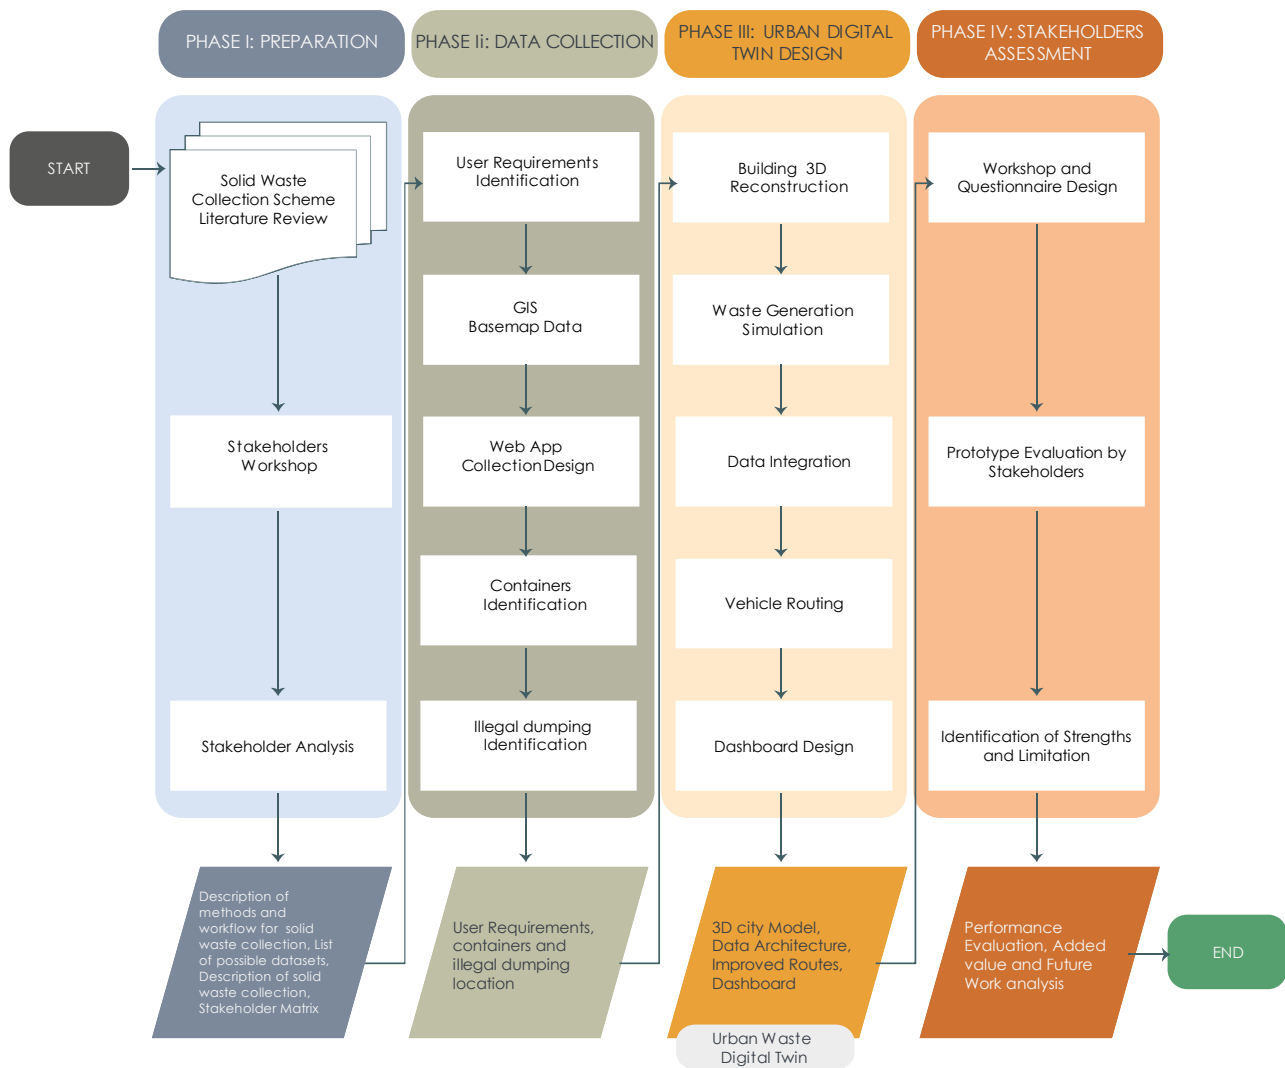 PHASE I: PREPARATION
PHASE Ii: DATA COLLECTION
PHASE III: URBAN DIGITAL
TWIN DESIGN
PHASE IV: STAKEHOLDERS
ASSESSMENT
START
Solid Waste
Collection Scheme
Literature Review
Stakeholders
Workshop
Stakeholder Analysis
Description of
methods and
workflow for solid
waste collection, List
of possible datasets,
Description of solid
waste collection,
Stakeholder Matrix
User Requirements
Identification
GIS
Basemap Data
Web App
Collection Design
Containers
Identification
Illegal dumping
Identification
User Requirements,
containers and
illegal dumping
location
Building 3D
Reconstruction
Waste Generation
Simulation
Data Integration
Vehicle Routing
Dashboard Design
3D city Model,
Data Architecture,
Improved Routes,
Dashboard
Urban Waste
Digital Twin
Workshop and
Questionnaire Design
Prototype Evaluation by
Stakeholders
Identification of Strengths
and Limitation
Performance
Evaluation, Added
value and Future
Work analysis
END